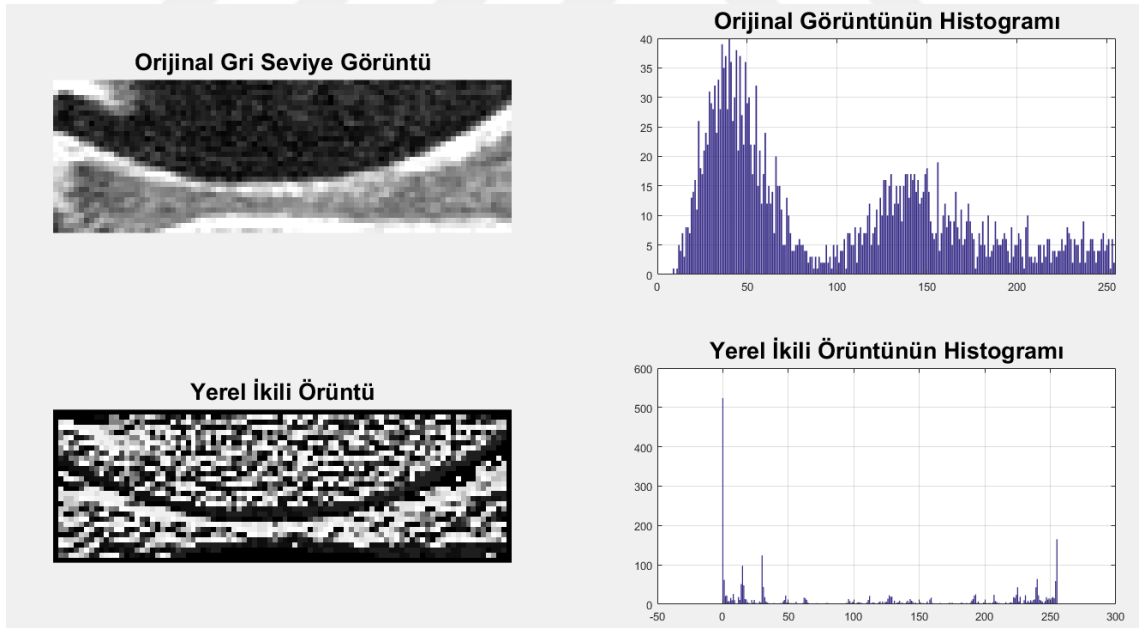 Orijinal Gri Seviye Görüntü
Orijinal Görüntünün Histogramı
40
35
30
25
20
15
10
5
0
0 50 100 150 200 250
Yerel İkili Örüntü
Yerel İkili Örüntünün Histogramı
600
500
400
300
200
100
0
-50 0 50 100 150 200 250 300